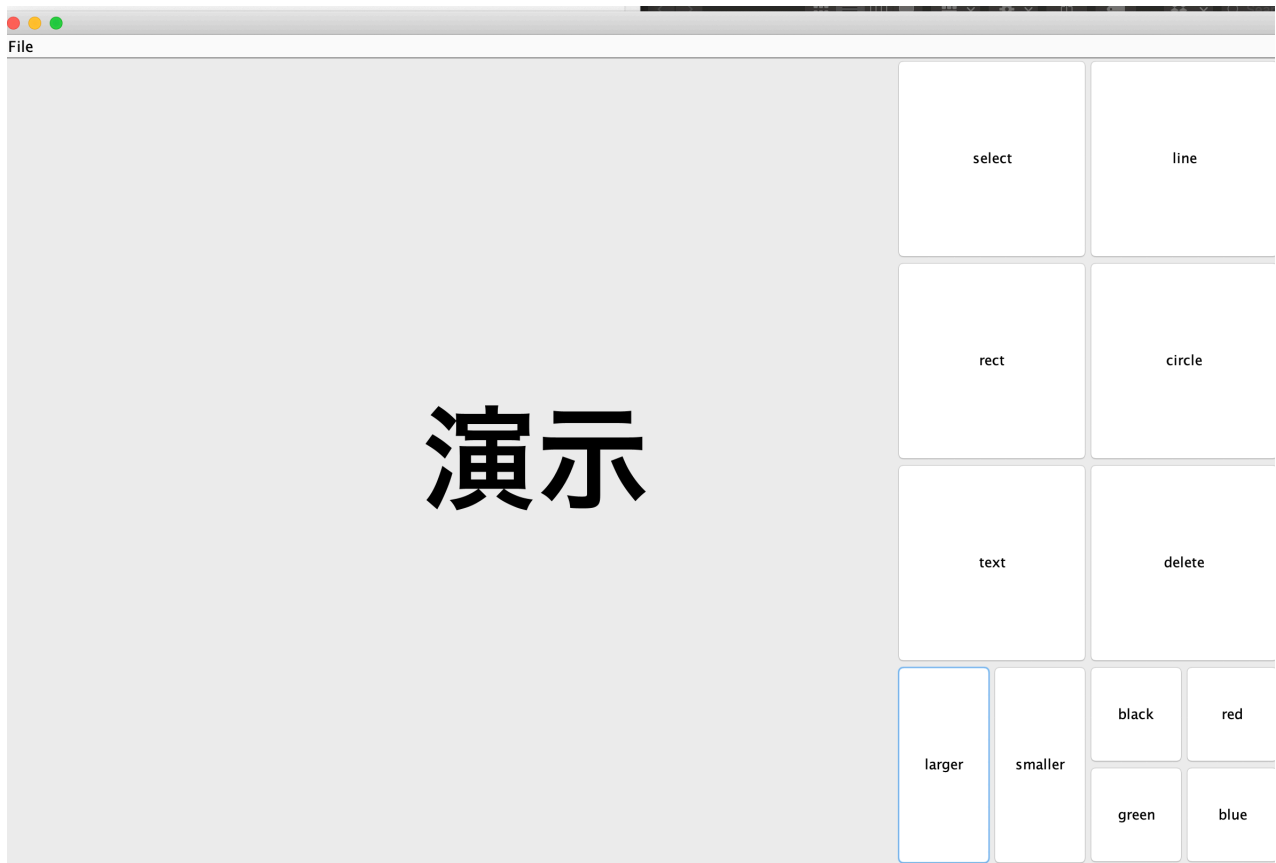 File
select
line
rect
circle
演示
text
delete
larger
smaller
black
red
green
blue